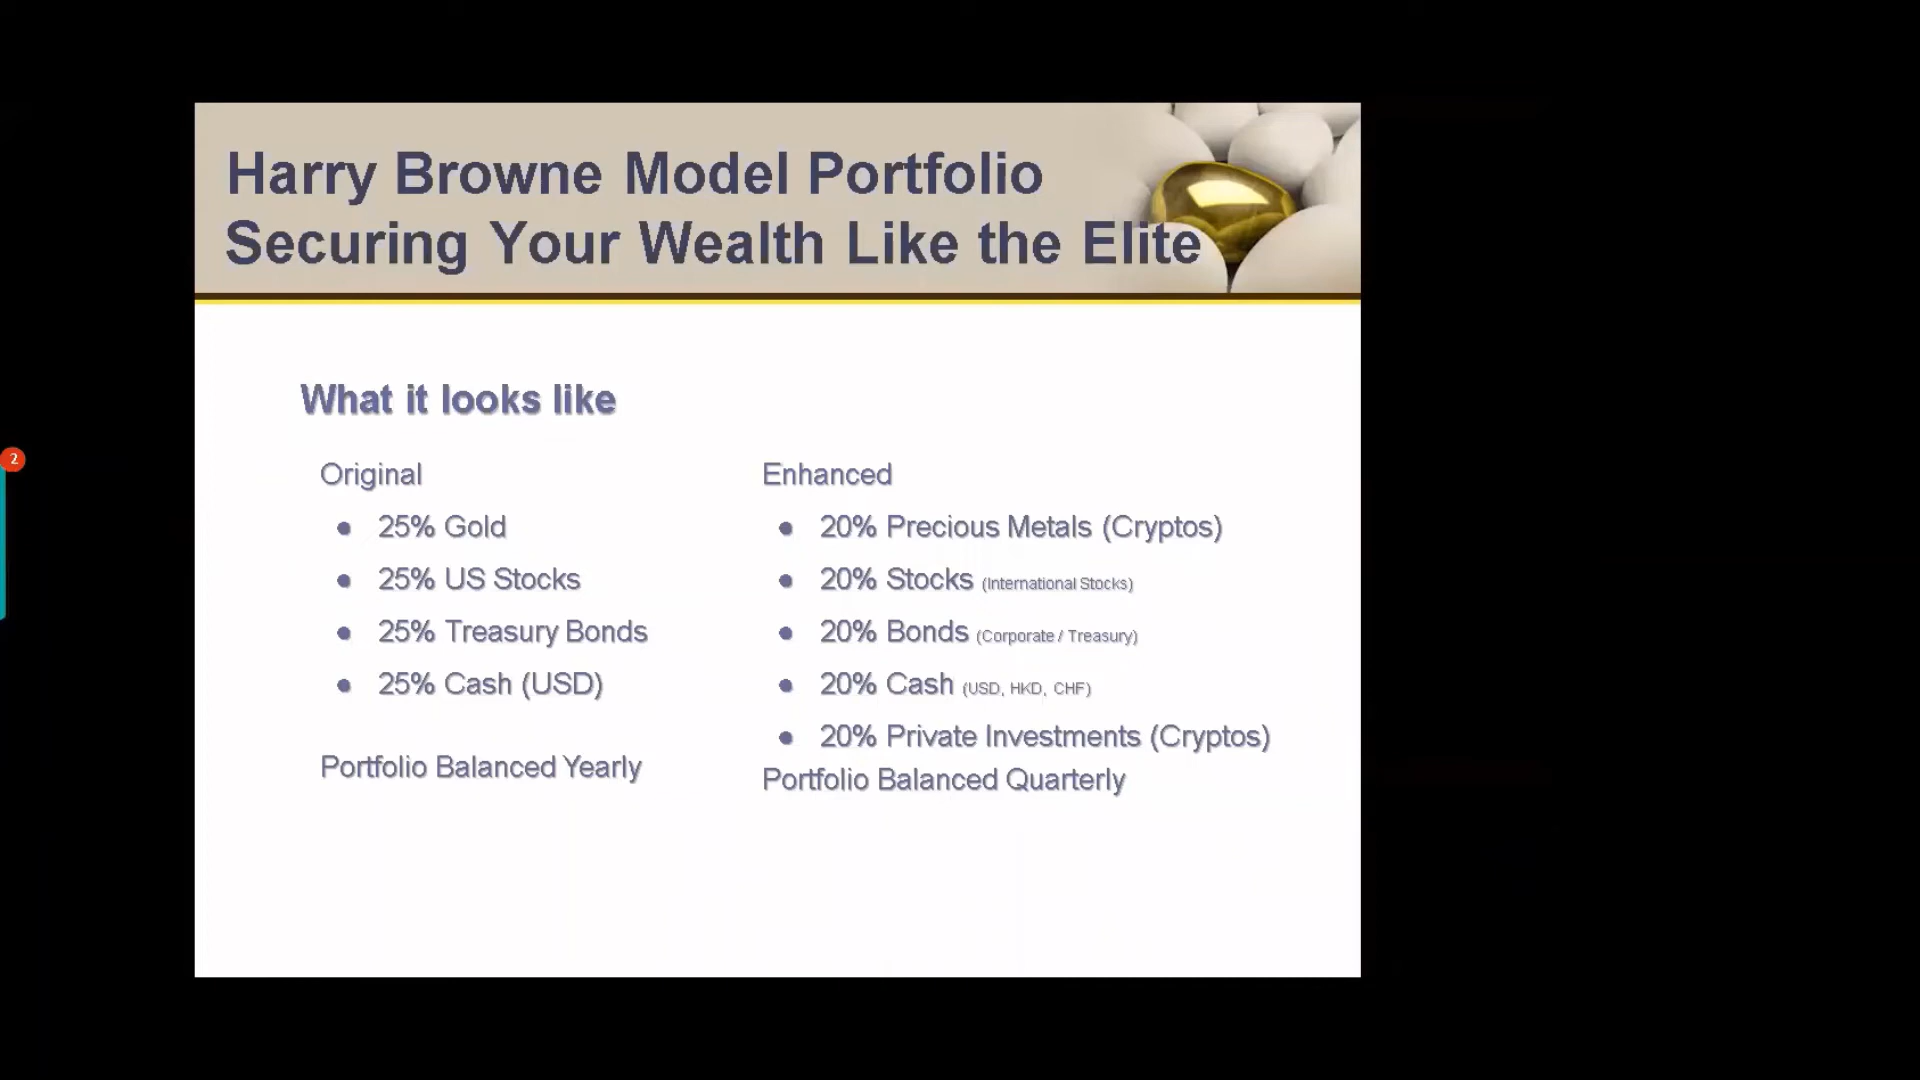 Harry Browne Model Portfolio
Securing Your Wealth Like the Elite
What it looks like
Original
• 25% Gold
• 25% US Stocks
• 25% Treasury Bonds
• 25% Cash (USD)
Portfolio Balanced Yearly
Enhanced
• 20% Precious Metals (Cryptos)
• 20% Stocks (International Stocks)
• 20% Bonds (Corporate / Treasury)
• 20% Cash (USD, HKD, CHF)
• 20% Private Investments (Cryptos)
Portfolio Balanced Quarterly
2